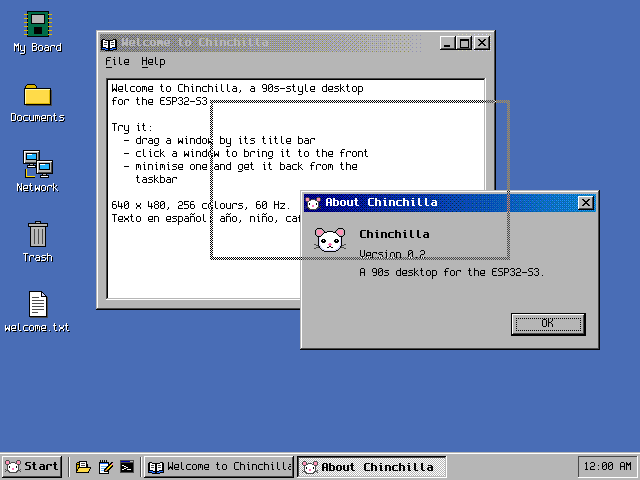 My Board
Documents
Network
Trash
welcome.txt
Welcome to Chinchilla
File Help
Welcome to Chinchilla, a 90s-style desktop
for the ESP32-S3
Try it:
- drag a window by its title bar
- click a window to bring it to the front
- minimise one and get it back from the
taskbar
640 x 480, 256 colours, 60 Hz.
Texto en español: año, niño,
About Chinchilla
Chinchilla
Version 0.2
A 90s desktop for the ESP32-S3.
OK
Start
Welcome to Chinchilla
About Chinchilla
12:00 AM